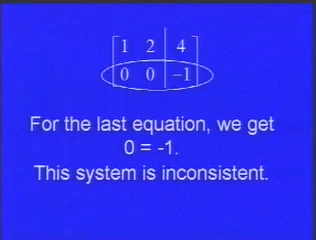 1 2 4
0 0 -1
For the last equation, we get
0 = -1.
This system is inconsistent.